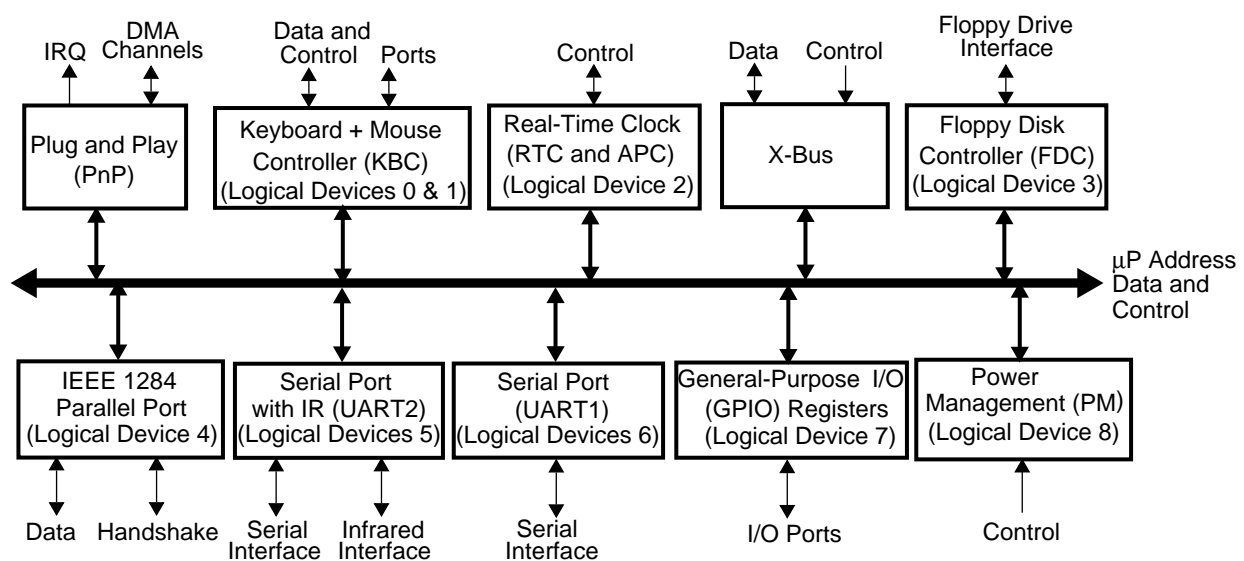 IRQ
DMA
Channels
Data and
Control
Ports
Control
Data
Control
Floppy Drive
Interface
Plug and Play
(PnP)
Keyboard + Mouse
Controller (KBC)
(Logical Devices 0 & 1)
Real-Time Clock
(RTC and APC)
(Logical Device 2)
X-Bus
Floppy Disk
Controller (FDC)
(Logical Device 3)
μP Address
Data and
Control
IEEE 1284
Parallel Port
(Logical Device 4)
Serial Port
with IR (UART2)
(Logical Devices 5)
Serial Port
(UART1)
(Logical Devices 6)
General-Purpose I/O
(GPIO) Registers
(Logical Device 7)
Power
Management (PM)
(Logical Device 8)
Data
Handshake
Serial
Interface
Infrared
Interface
Serial
Interface
I/O Ports
Control